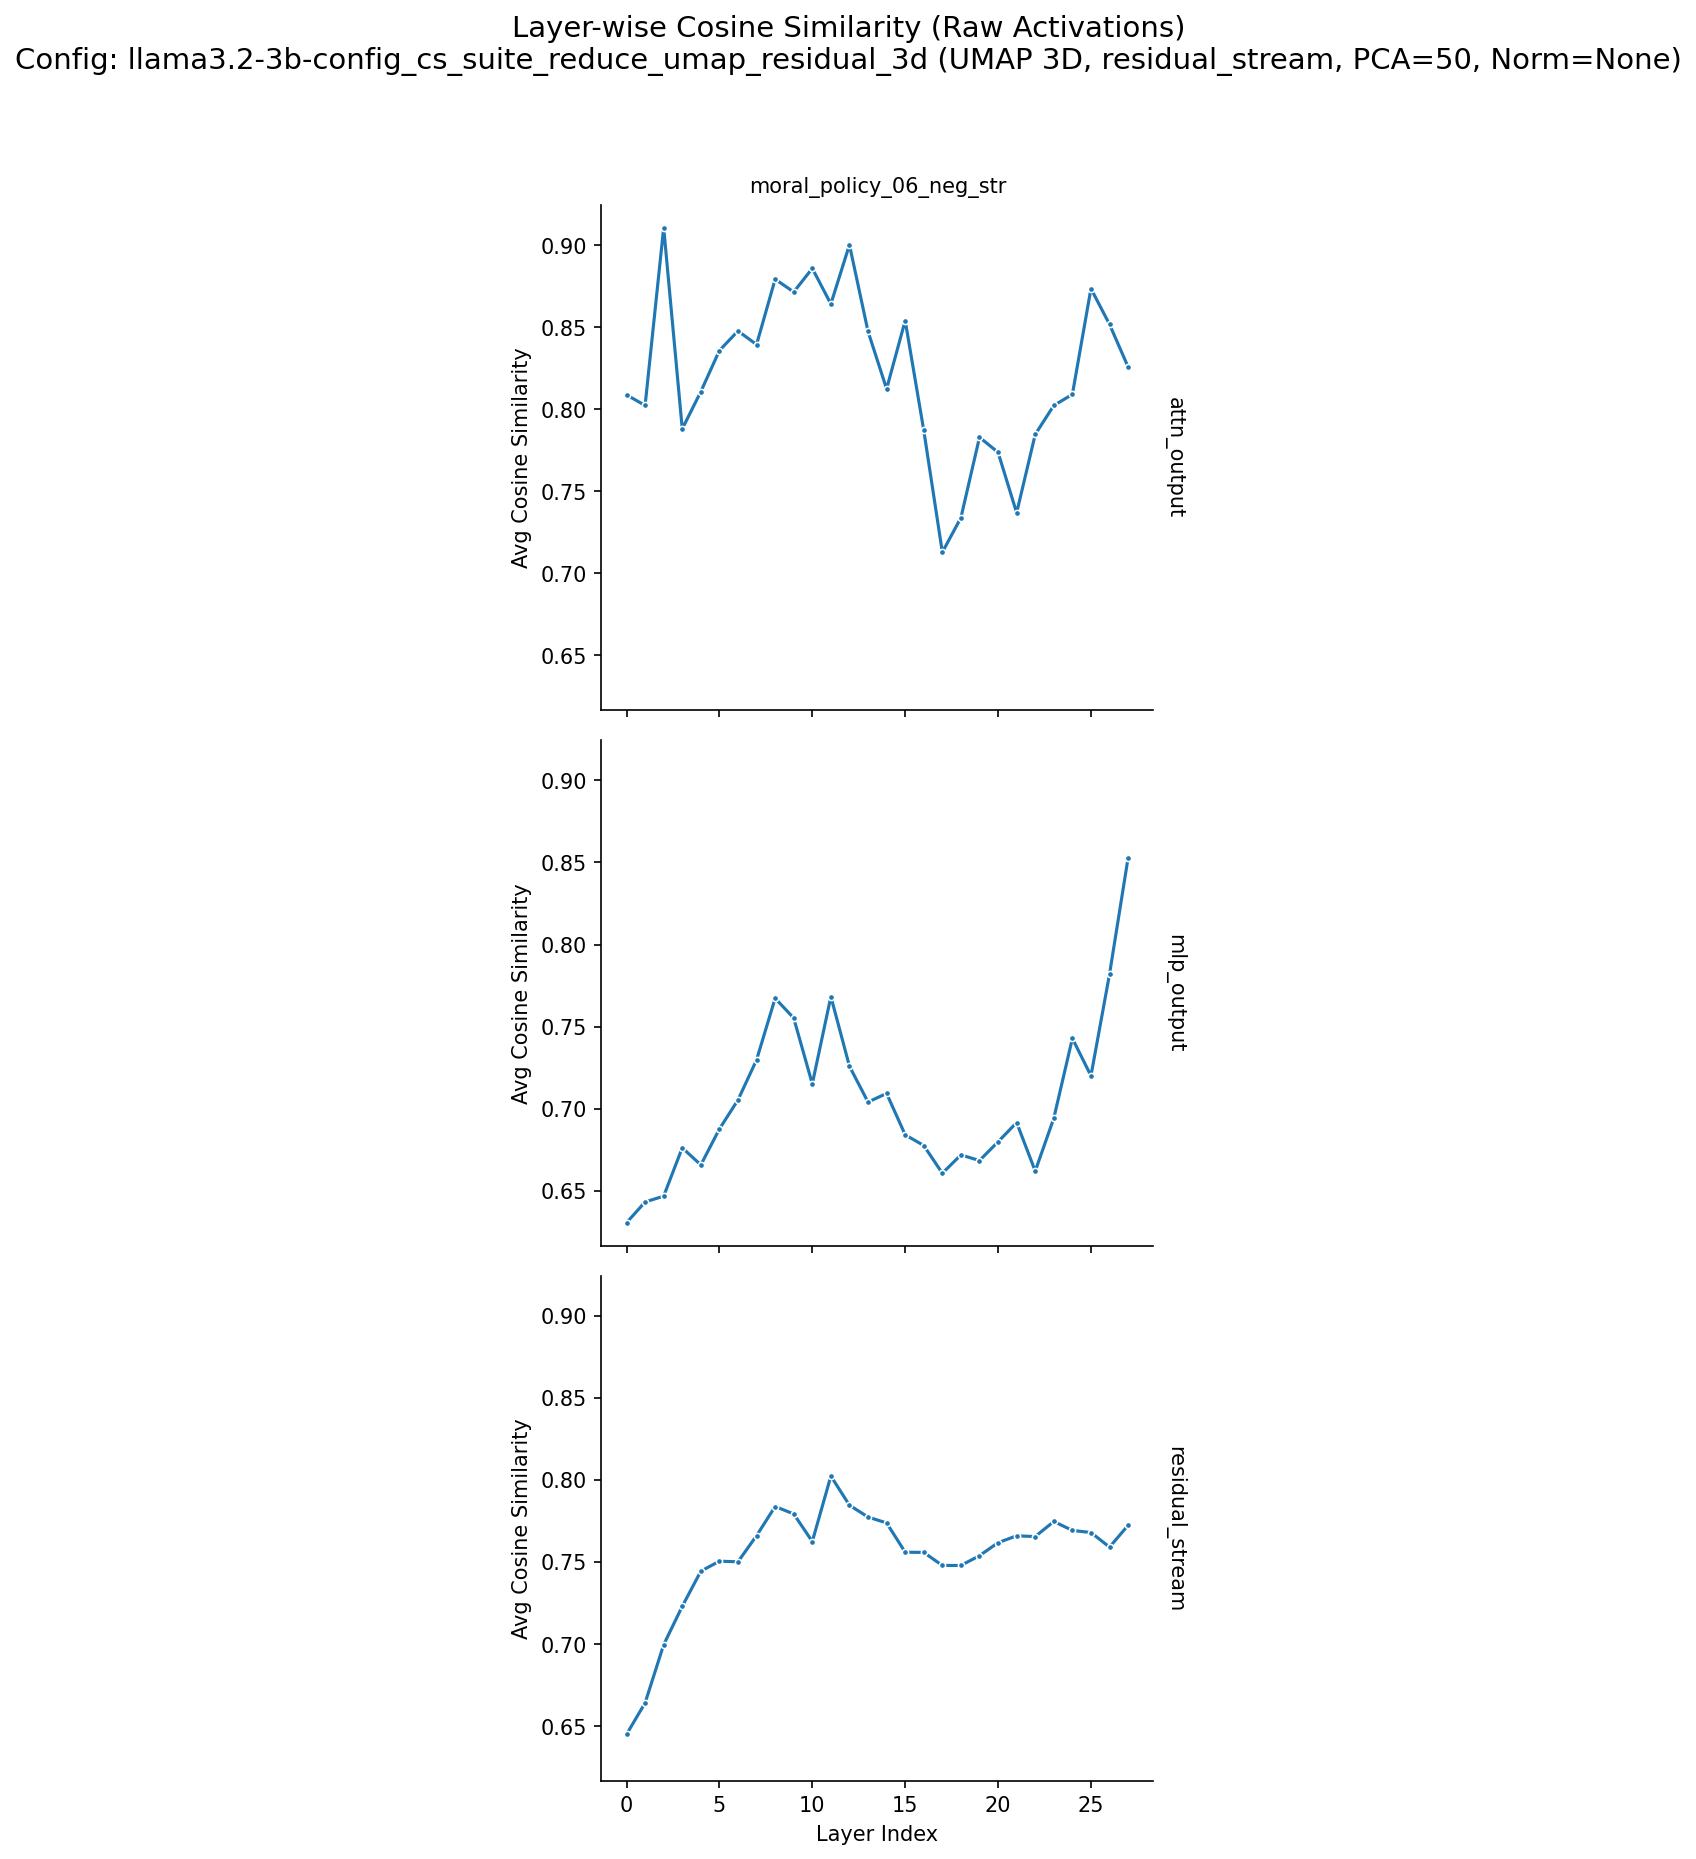 Layer-wise Cosine Similarity (Raw Activations)
Config: llama3.2-3b-config_cs_suite_reduce_umap_residual_3d (UMAP 3D, residual_stream, PCA=50, Norm=None)
moral_policy_06_neg_str
0.90
0.85
0.80
0.75
0.70
0.65
Avg Cosine Similarity
attn_output
0.90
0.85
0.80
0.75
0.70
0.65
Avg Cosine Similarity
mlp_output
0.90
0.85
0.80
0.75
0.70
0.65
Avg Cosine Similarity
residual_stream
0 5 10 15 20 25
Layer Index